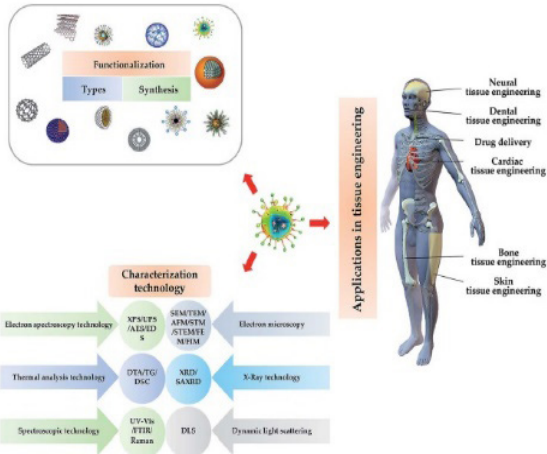 Functionalization
Types
Synthesis
Applications in tissue engineering
Neural
tissue engineering
Dental
tissue engineering
Drug delivery
Cardiac
tissue engineering
Bone
tissue engineering
Skin
tissue engineering
Characterization
technology
Electron spectroscopy technology
XPS/UPS
/AES/ED
S
SEM/TEM/
AFM/STM
/STEM/FE
M/FIM
Electron microscopy
Thermal analysis technology
DTA/TG/
DSC
XRD/
SAXRD
X-Ray technology
Spectroscopic technology
UV-Vis
/FTIR/
Raman
DLS
Dynamic light scattering